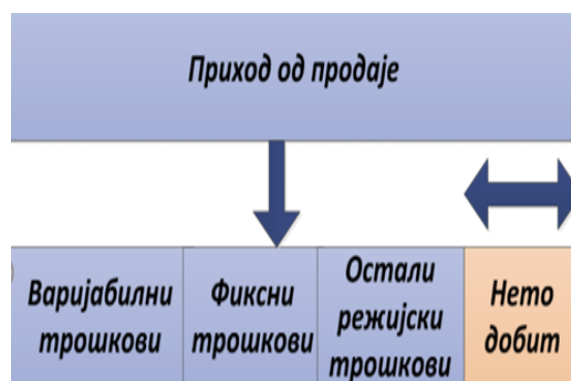 Приход од продаје
Варијабилни
трошкови
Фиксни
трошкови
Остали
режијски
трошкови
Нето
добит